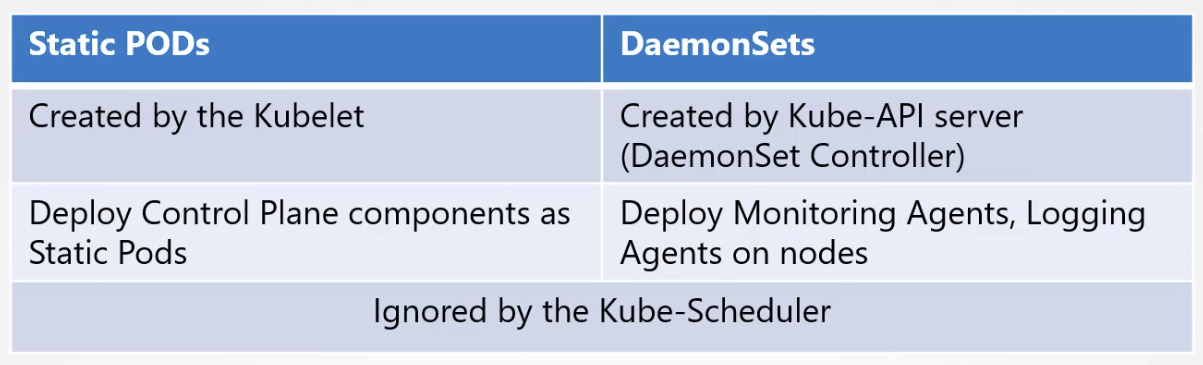 Static PODs
DaemonSets
Created by the Kubelet
Created by Kube-API server
(DaemonSet Controller)
Deploy Control Plane components as
Static Pods
Deploy Monitoring Agents, Logging
Agents on nodes
Ignored by the Kube-Scheduler